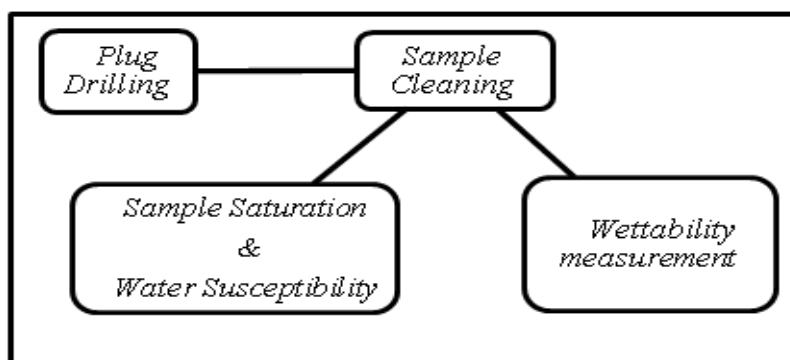 Plug
Drilling
Sample
Cleaning
Sample Saturation
&
Water Susceptibility
Wettability
measurement